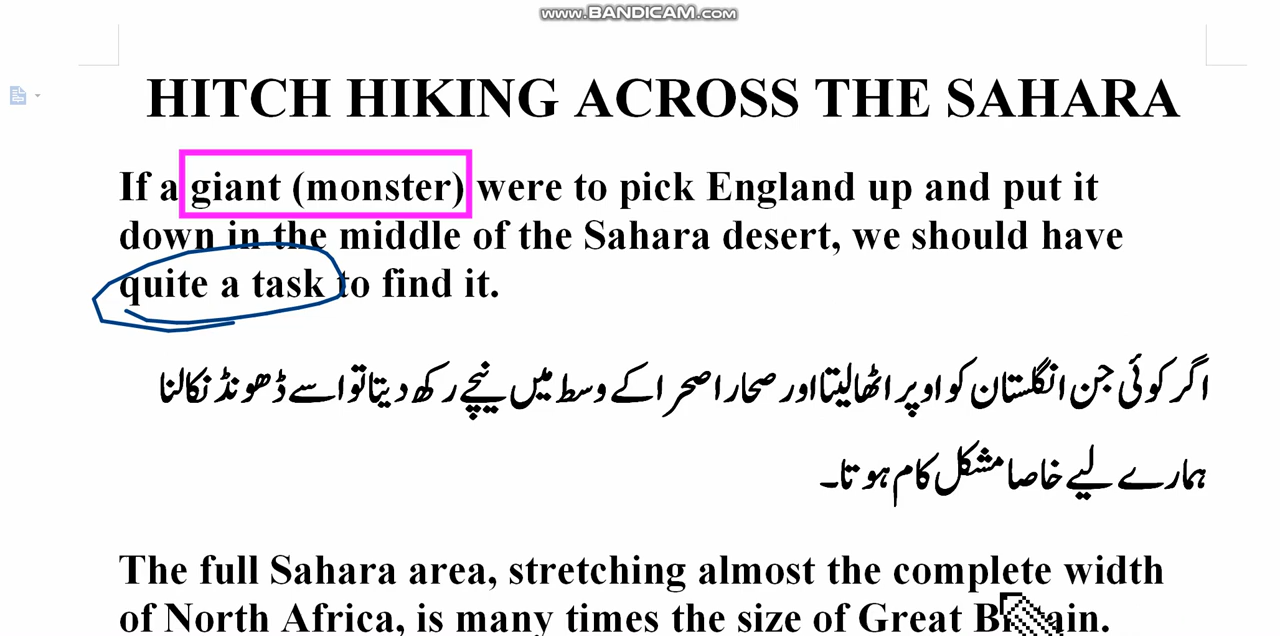 WWW.BANDICAM.COM
HITCH HIKING ACROSS THE SAHARA
If a giant (monster) were to pick England up and put it
down in the middle of the Sahara desert, we should have
quite a task to find it.
اگر کوئی جن انگلستان کو اوپر اٹھا لیتا اور صحارا صحرا کے وسط میں نیچے رکھ دیتا تو اسے ڈھونڈ نکالنا
ہمارے لیے خاصا مشکل کام ہوتا۔
The full Sahara area, stretching almost the complete width
of North Africa, is many times the size of Great Britain.